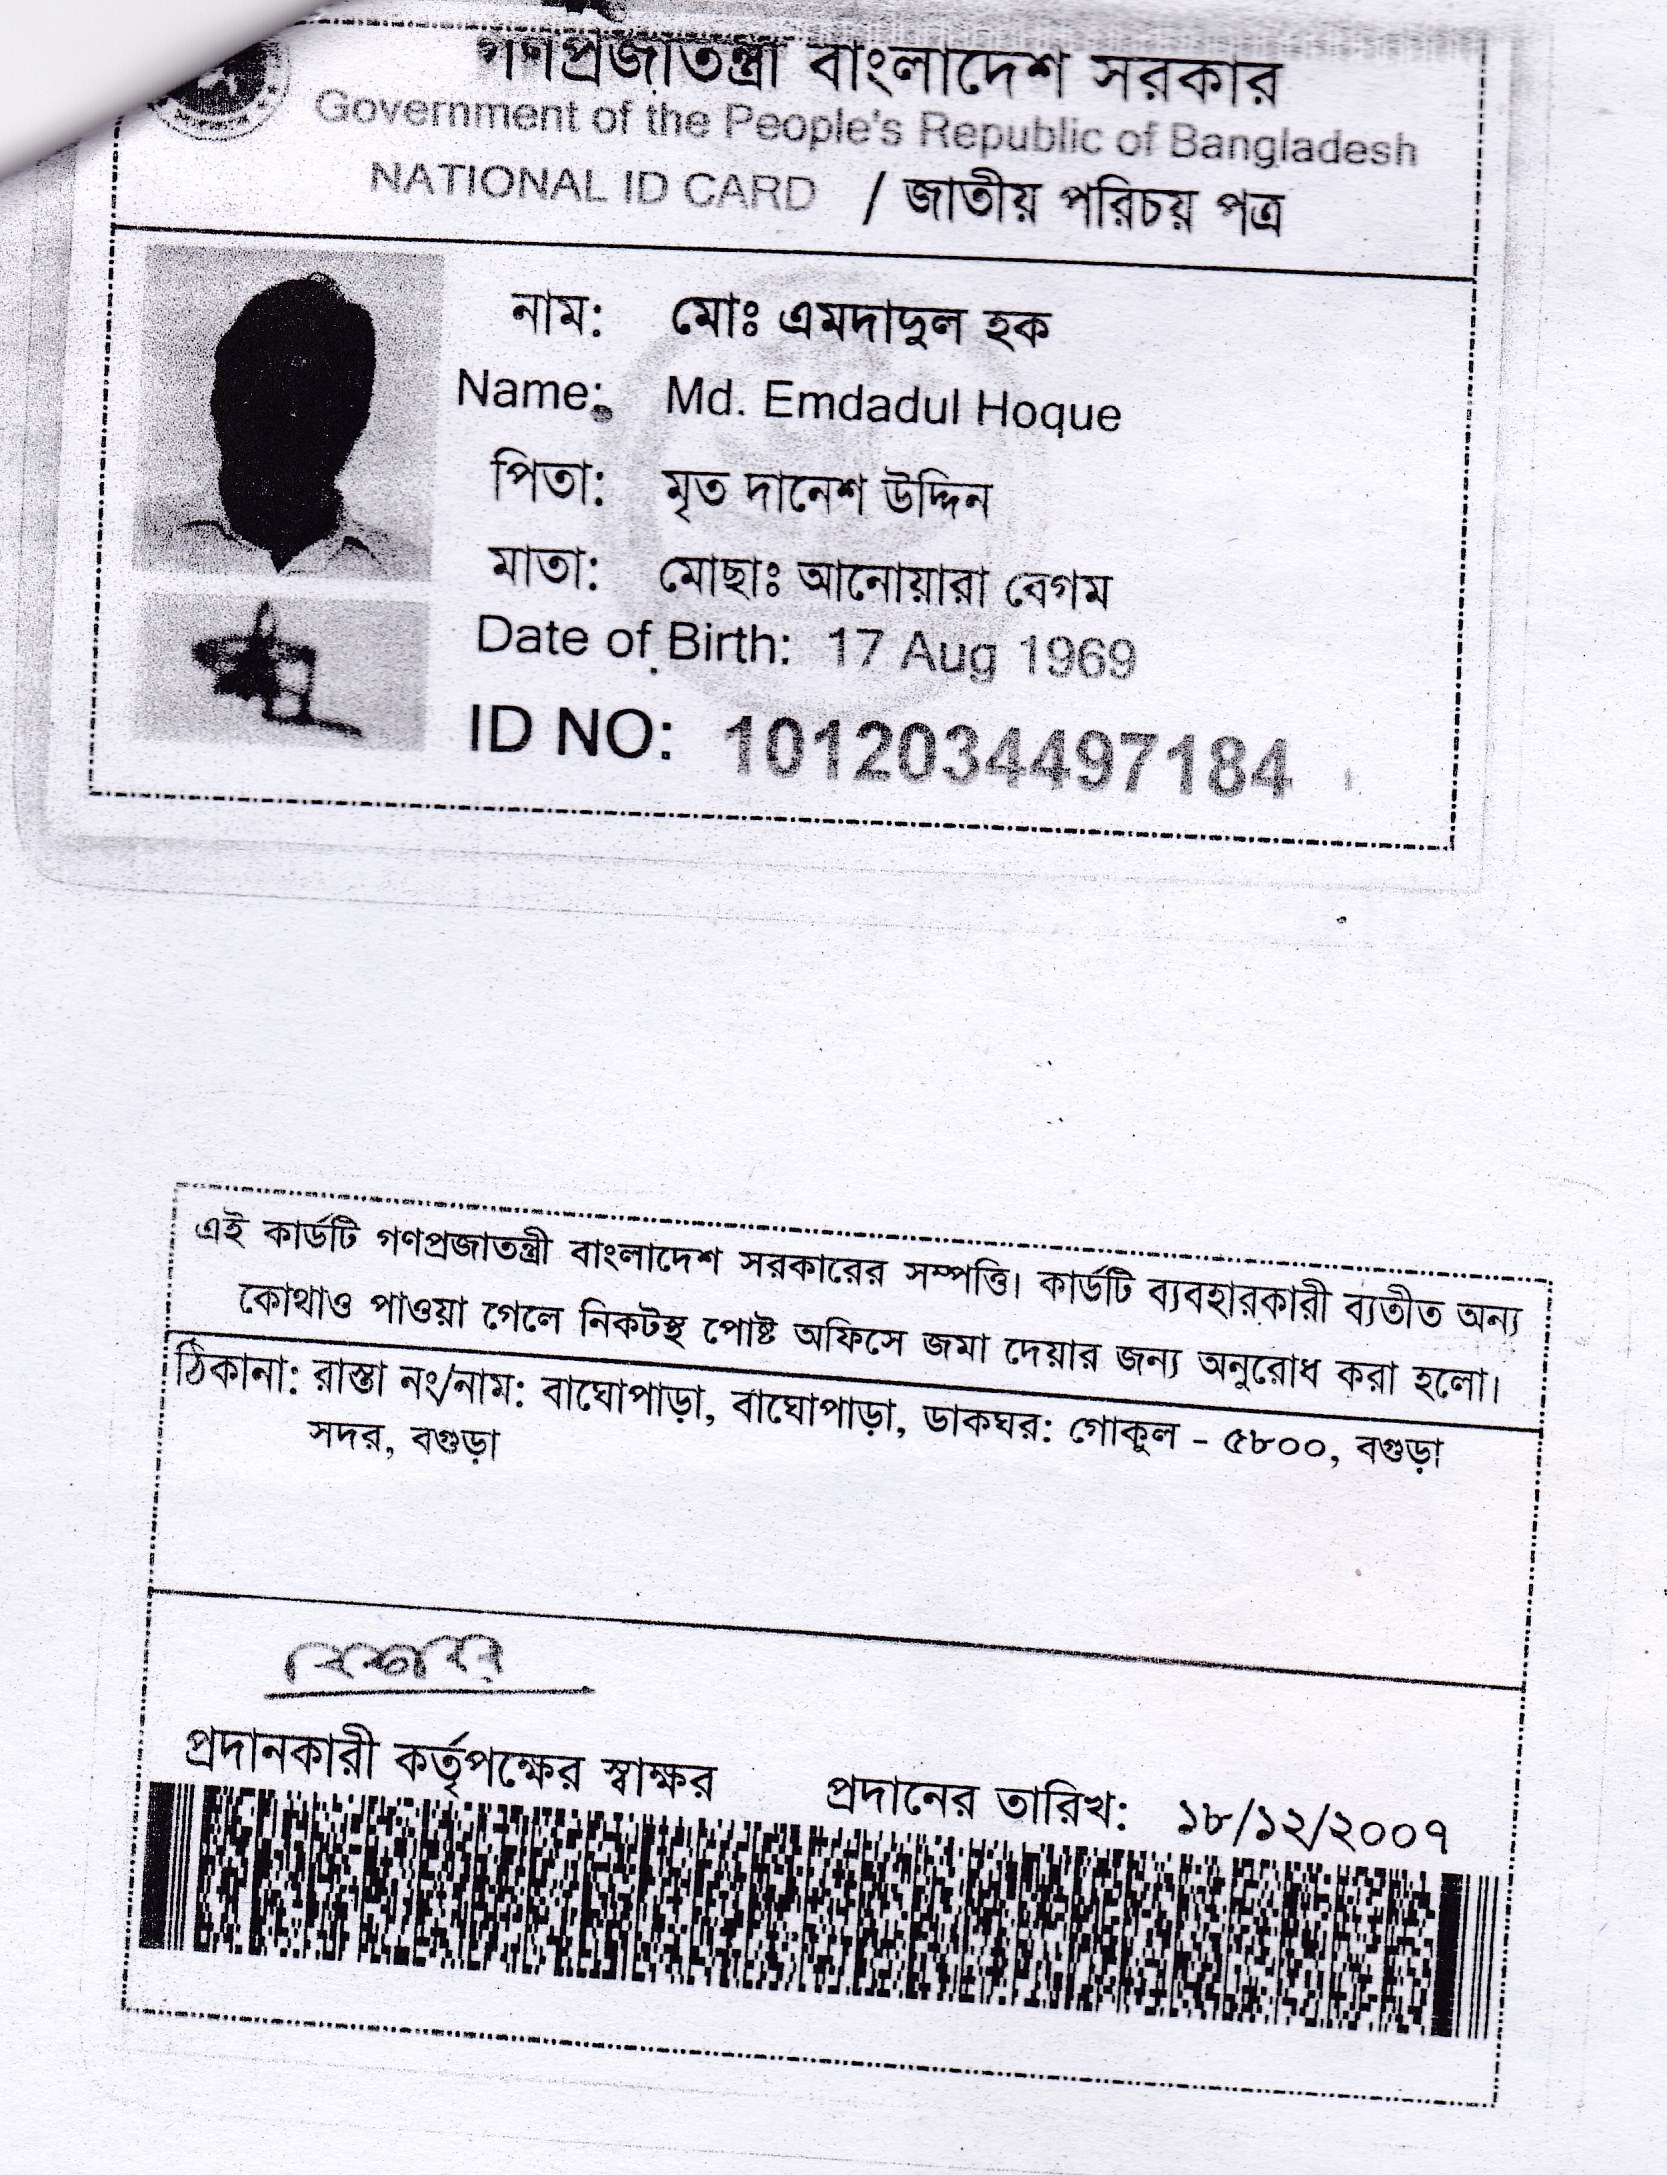 গণপ্রজাতন্ত্রী বাংলাদেশ সরকার
Government of the People's Republic of Bangladesh
NATIONAL ID CARD / জাতীয় পরিচয় পত্র
নাম: মোঃ এমদাদুল হক
Name: Md. Emdadul Hoque
পিতা: মৃত দানেশ উদ্দিন
মাতা: মোছাঃ আনোয়ারা বেগম
Date of Birth: 17 Aug 1969
ID NO: 1012034497184
এই কার্ডটি গণপ্রজাতন্ত্রী বাংলাদেশ সরকারের সম্পত্তি। কার্ডটি ব্যবহারকারী ব্যতীত অন্য
কোথাও পাওয়া গেলে নিকটস্থ পোষ্ট অফিসে জমা দেয়ার জন্য অনুরোধ করা হলো।
ঠিকানা: রাস্তা নং/নাম: বাঘোপাড়া, বাঘোপাড়া, ডাকঘর: গোকুল - ৫৮০০, বগুড়া
সদর, বগুড়া
প্রদানকারী কর্তৃপক্ষের স্বাক্ষর প্রদানের তারিখ: ১৮/১২/২০০৭